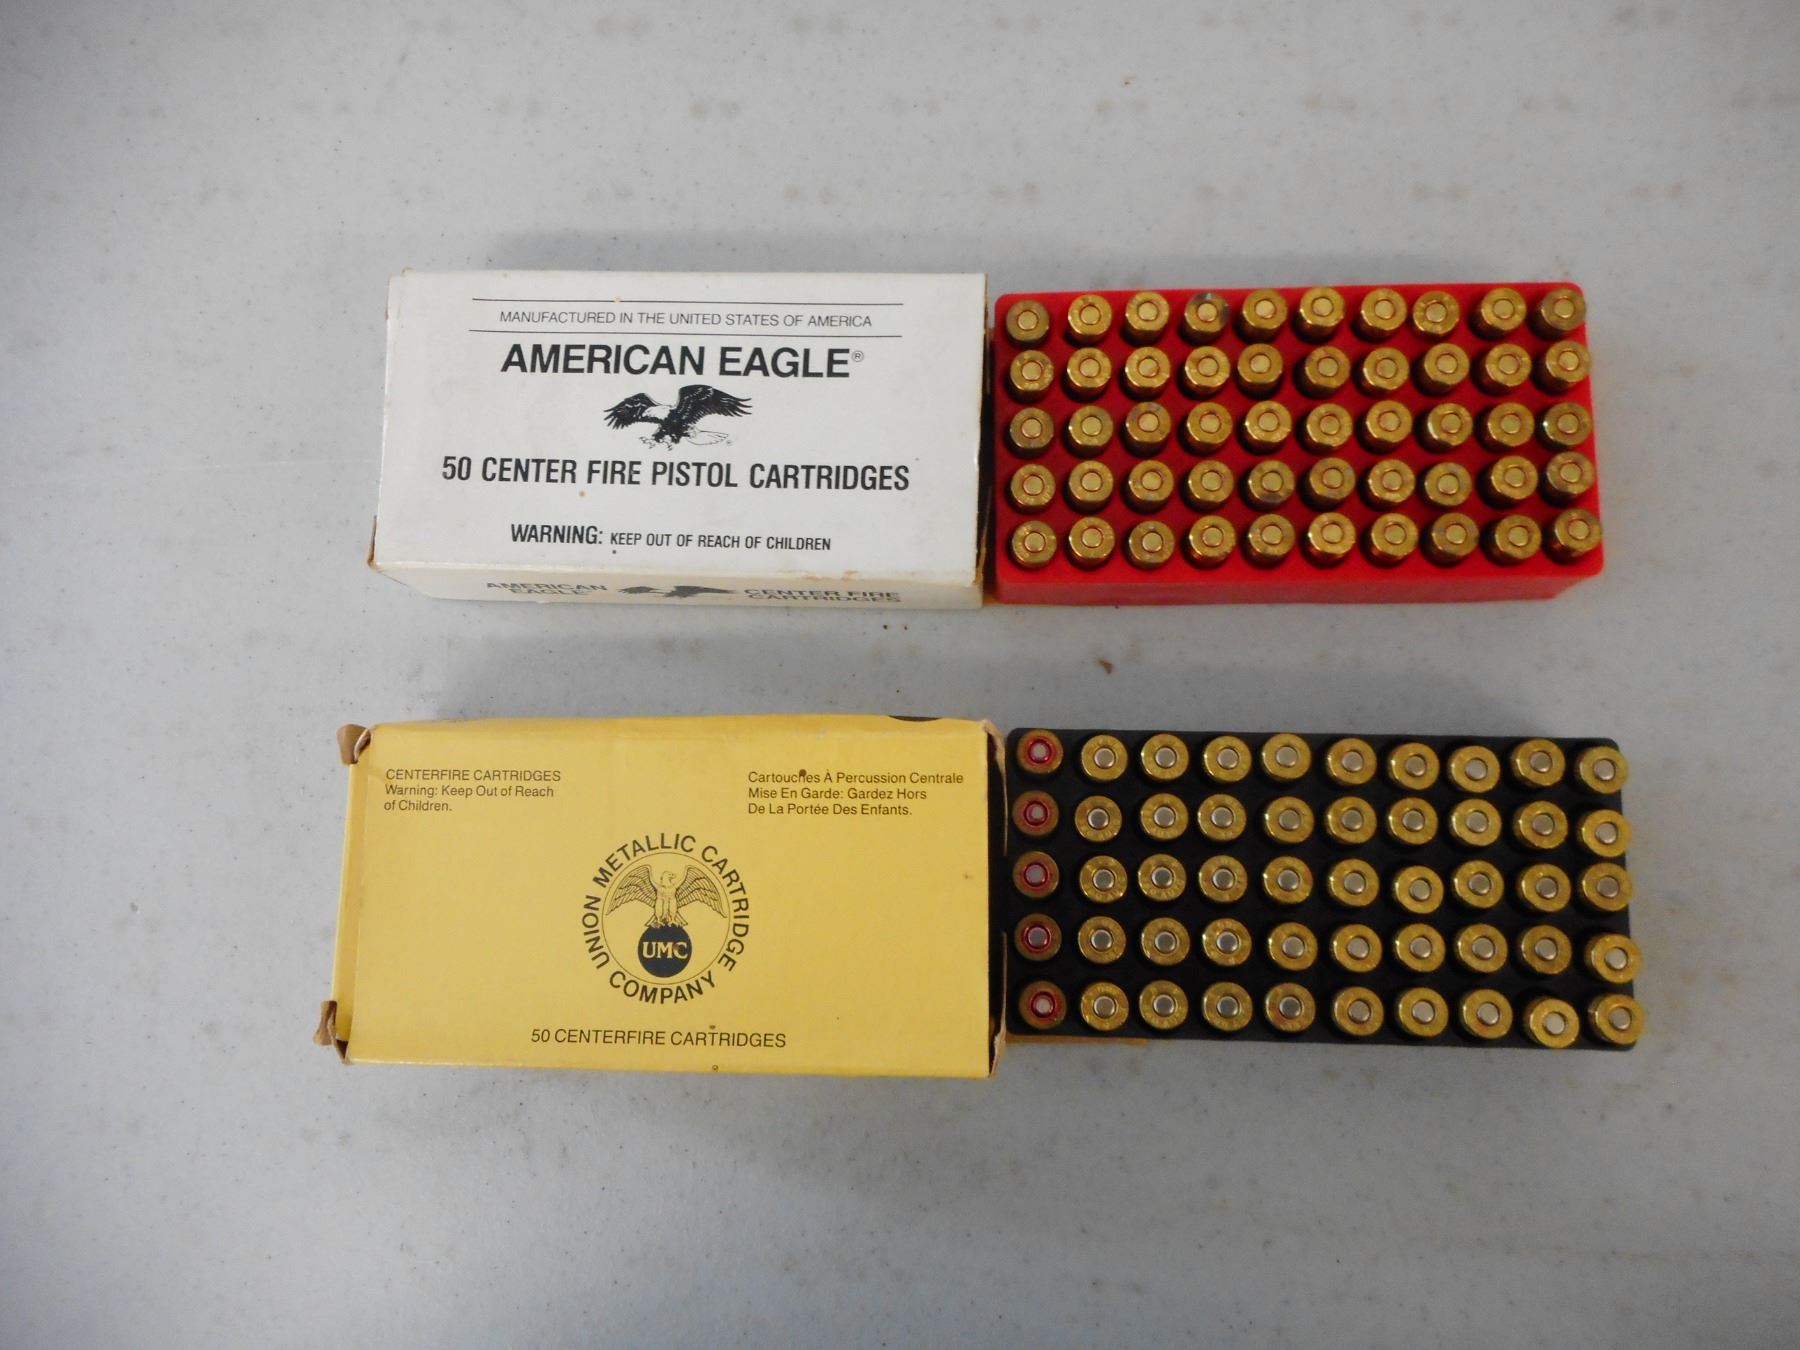 MANUFACTURED IN THE UNITED STATES OF AMERICA
AMERICAN EAGLE®
50 CENTER FIRE PISTOL CARTRIDGES
WARNING: KEEP OUT OF REACH OF CHILDREN
AMERICAN EAGLE
CENTER FIRE CARTRIDGES
CENTERFIRE CARTRIDGES
Warning: Keep Out of Reach
of Children.
Cartouches À Percussion Centrale
Mise En Garde: Gardez Hors
De La Portée Des Enfants.
UNION METALLIC CARTRIDGE COMPANY
UMC
50 CENTERFIRE CARTRIDGES